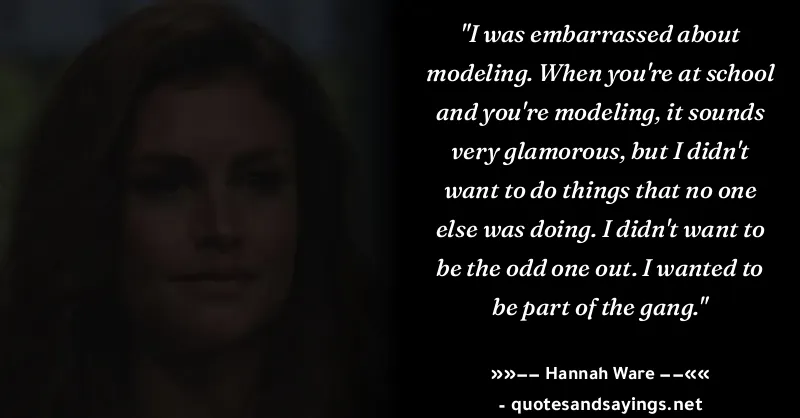 "I was embarrassed about
modeling. When you're at school
and you're modeling, it sounds
very glamorous, but I didn't
want to do things that no one
else was doing. I didn't want to
be the odd one out. I wanted to
be part of the gang."
»»–– Hannah Ware ––««
- quotesandsayings.net